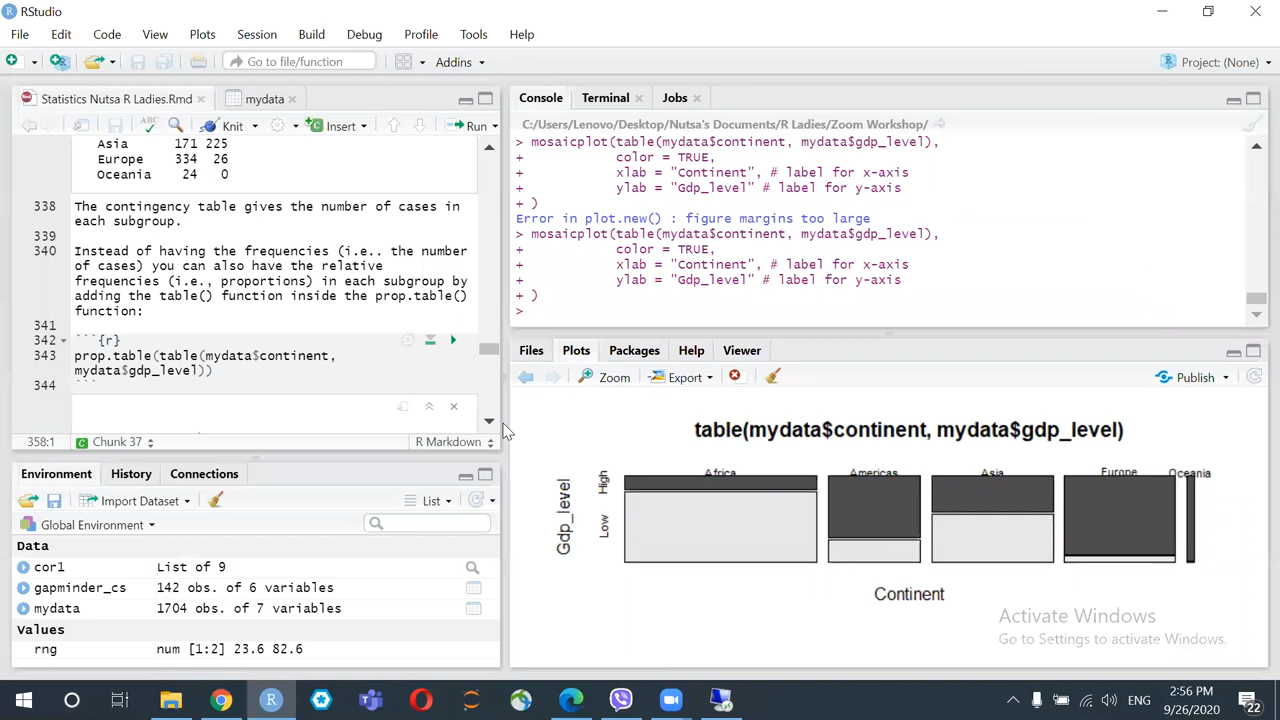 RStudio
File Edit Code View Plots Session Build Debug Profile Tools Help
Go to file/function Addins Project: (None)
Statistics Nutsa R Ladies.Rmd mydata
ABC Knit Insert Run
Asia 171 225
Europe 334 26
Oceania 24 0
338 The contingency table gives the number of cases in
each subgroup.
339
340 Instead of having the frequencies (i.e.. the number
of cases) you can also have the relative
frequencies (i.e., proportions) in each subgroup by
adding the table() function inside the prop.table()
function:
341
342 ```{r}
343 prop.table(table(mydata$continent,
mydata$gdp_level))
344 ```
358:1 Chunk 37 R Markdown
Environment History Connections
Import Dataset List
Global Environment
Data
cor1 List of 9
gapminder_cs 142 obs. of 6 variables
mydata 1704 obs. of 7 variables
Values
rng num [1:2] 23.6 82.6
Console Terminal Jobs
C:/Users/Lenovo/Desktop/Nutsa's Documents/R Ladies/Zoom Workshop/
> mosaicplot(table(mydata$continent, mydata$gdp_level),
+ color = TRUE,
+ xlab = "Continent", # label for x-axis
+ ylab = "Gdp_level" # label for y-axis
+ )
Error in plot.new() : figure margins too large
> mosaicplot(table(mydata$continent, mydata$gdp_level),
+ color = TRUE,
+ xlab = "Continent", # label for x-axis
+ ylab = "Gdp_level" # label for y-axis
+ )
>
Files Plots Packages Help Viewer
Zoom Export Publish
table(mydata$continent, mydata$gdp_level)
Africa Americas Asia Europe Oceania
High
Low
Gdp_level
Continent
Activate Windows
Go to Settings to activate Windows.
ENG
2:56 PM
9/26/2020
22